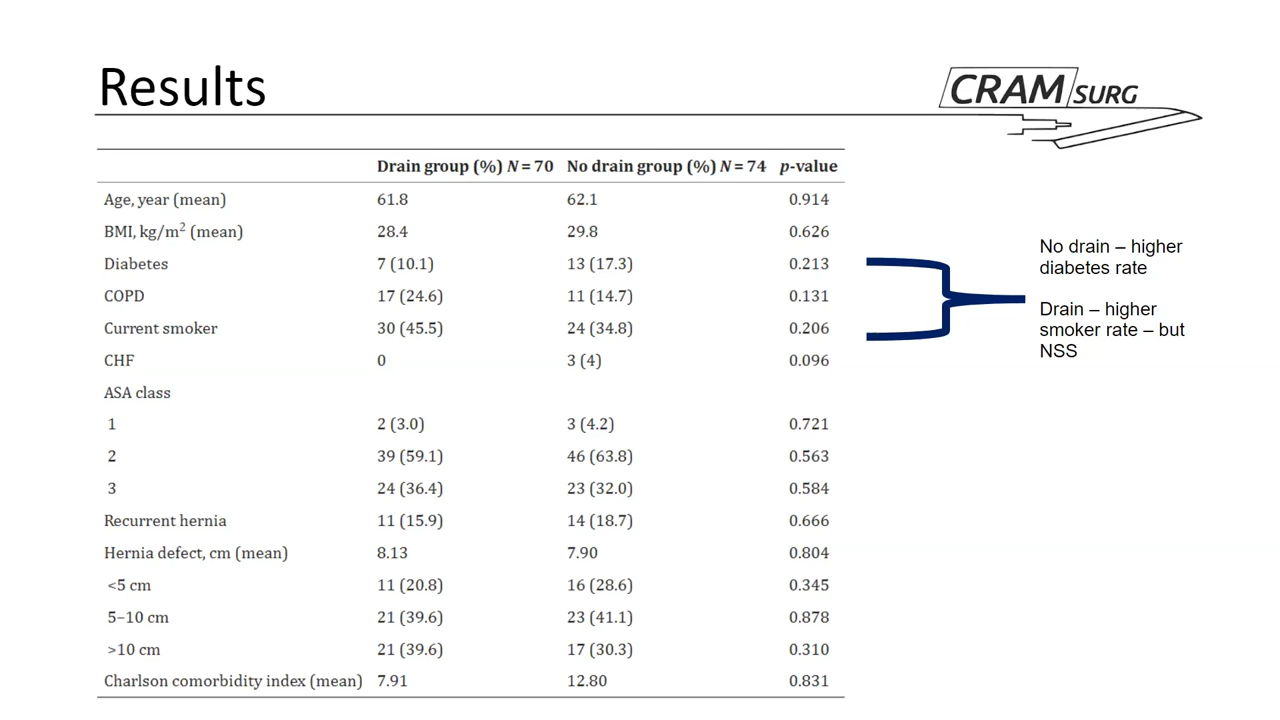 Results
CRAM SURG
Drain group (%) N = 70 No drain group (%) N = 74 p-value
Age, year (mean) 61.8 62.1 0.914
BMI, kg/m² (mean) 28.4 29.8 0.626
Diabetes 7 (10.1) 13 (17.3) 0.213
COPD 17 (24.6) 11 (14.7) 0.131
Current smoker 30 (45.5) 24 (34.8) 0.206
CHF 0 3 (4) 0.096
ASA class
1 2 (3.0) 3 (4.2) 0.721
2 39 (59.1) 46 (63.8) 0.563
3 24 (36.4) 23 (32.0) 0.584
Recurrent hernia 11 (15.9) 14 (18.7) 0.666
Hernia defect, cm (mean) 8.13 7.90 0.804
<5 cm 11 (20.8) 16 (28.6) 0.345
5–10 cm 21 (39.6) 23 (41.1) 0.878
>10 cm 21 (39.6) 17 (30.3) 0.310
Charlson comorbidity index (mean) 7.91 12.80 0.831
No drain – higher
diabetes rate
Drain – higher
smoker rate – but
NSS